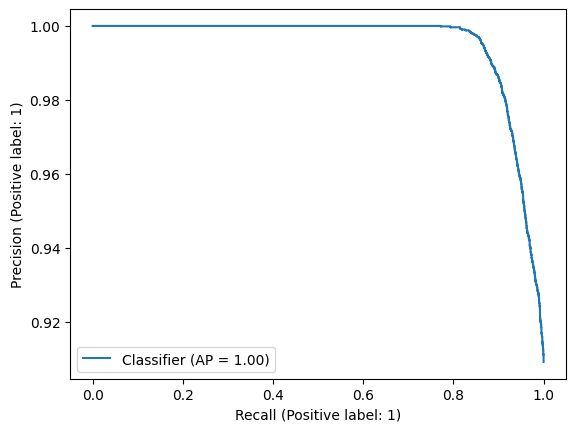 1.00
0.98
0.96
0.94
0.92
Precision (Positive label: 1)
Classifier (AP = 1.00)
0.0 0.2 0.4 0.6 0.8 1.0
Recall (Positive label: 1)